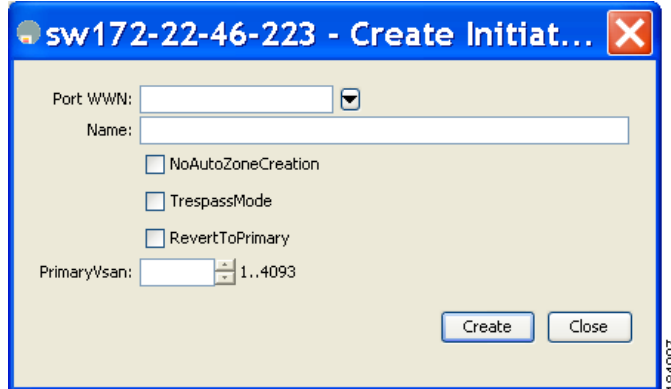 sw172-22-46-223 - Create Initiat...
Port WWN:
Name:
NoAutoZoneCreation
TrespassMode
RevertToPrimary
PrimaryVsan: 1..4093
Create Close